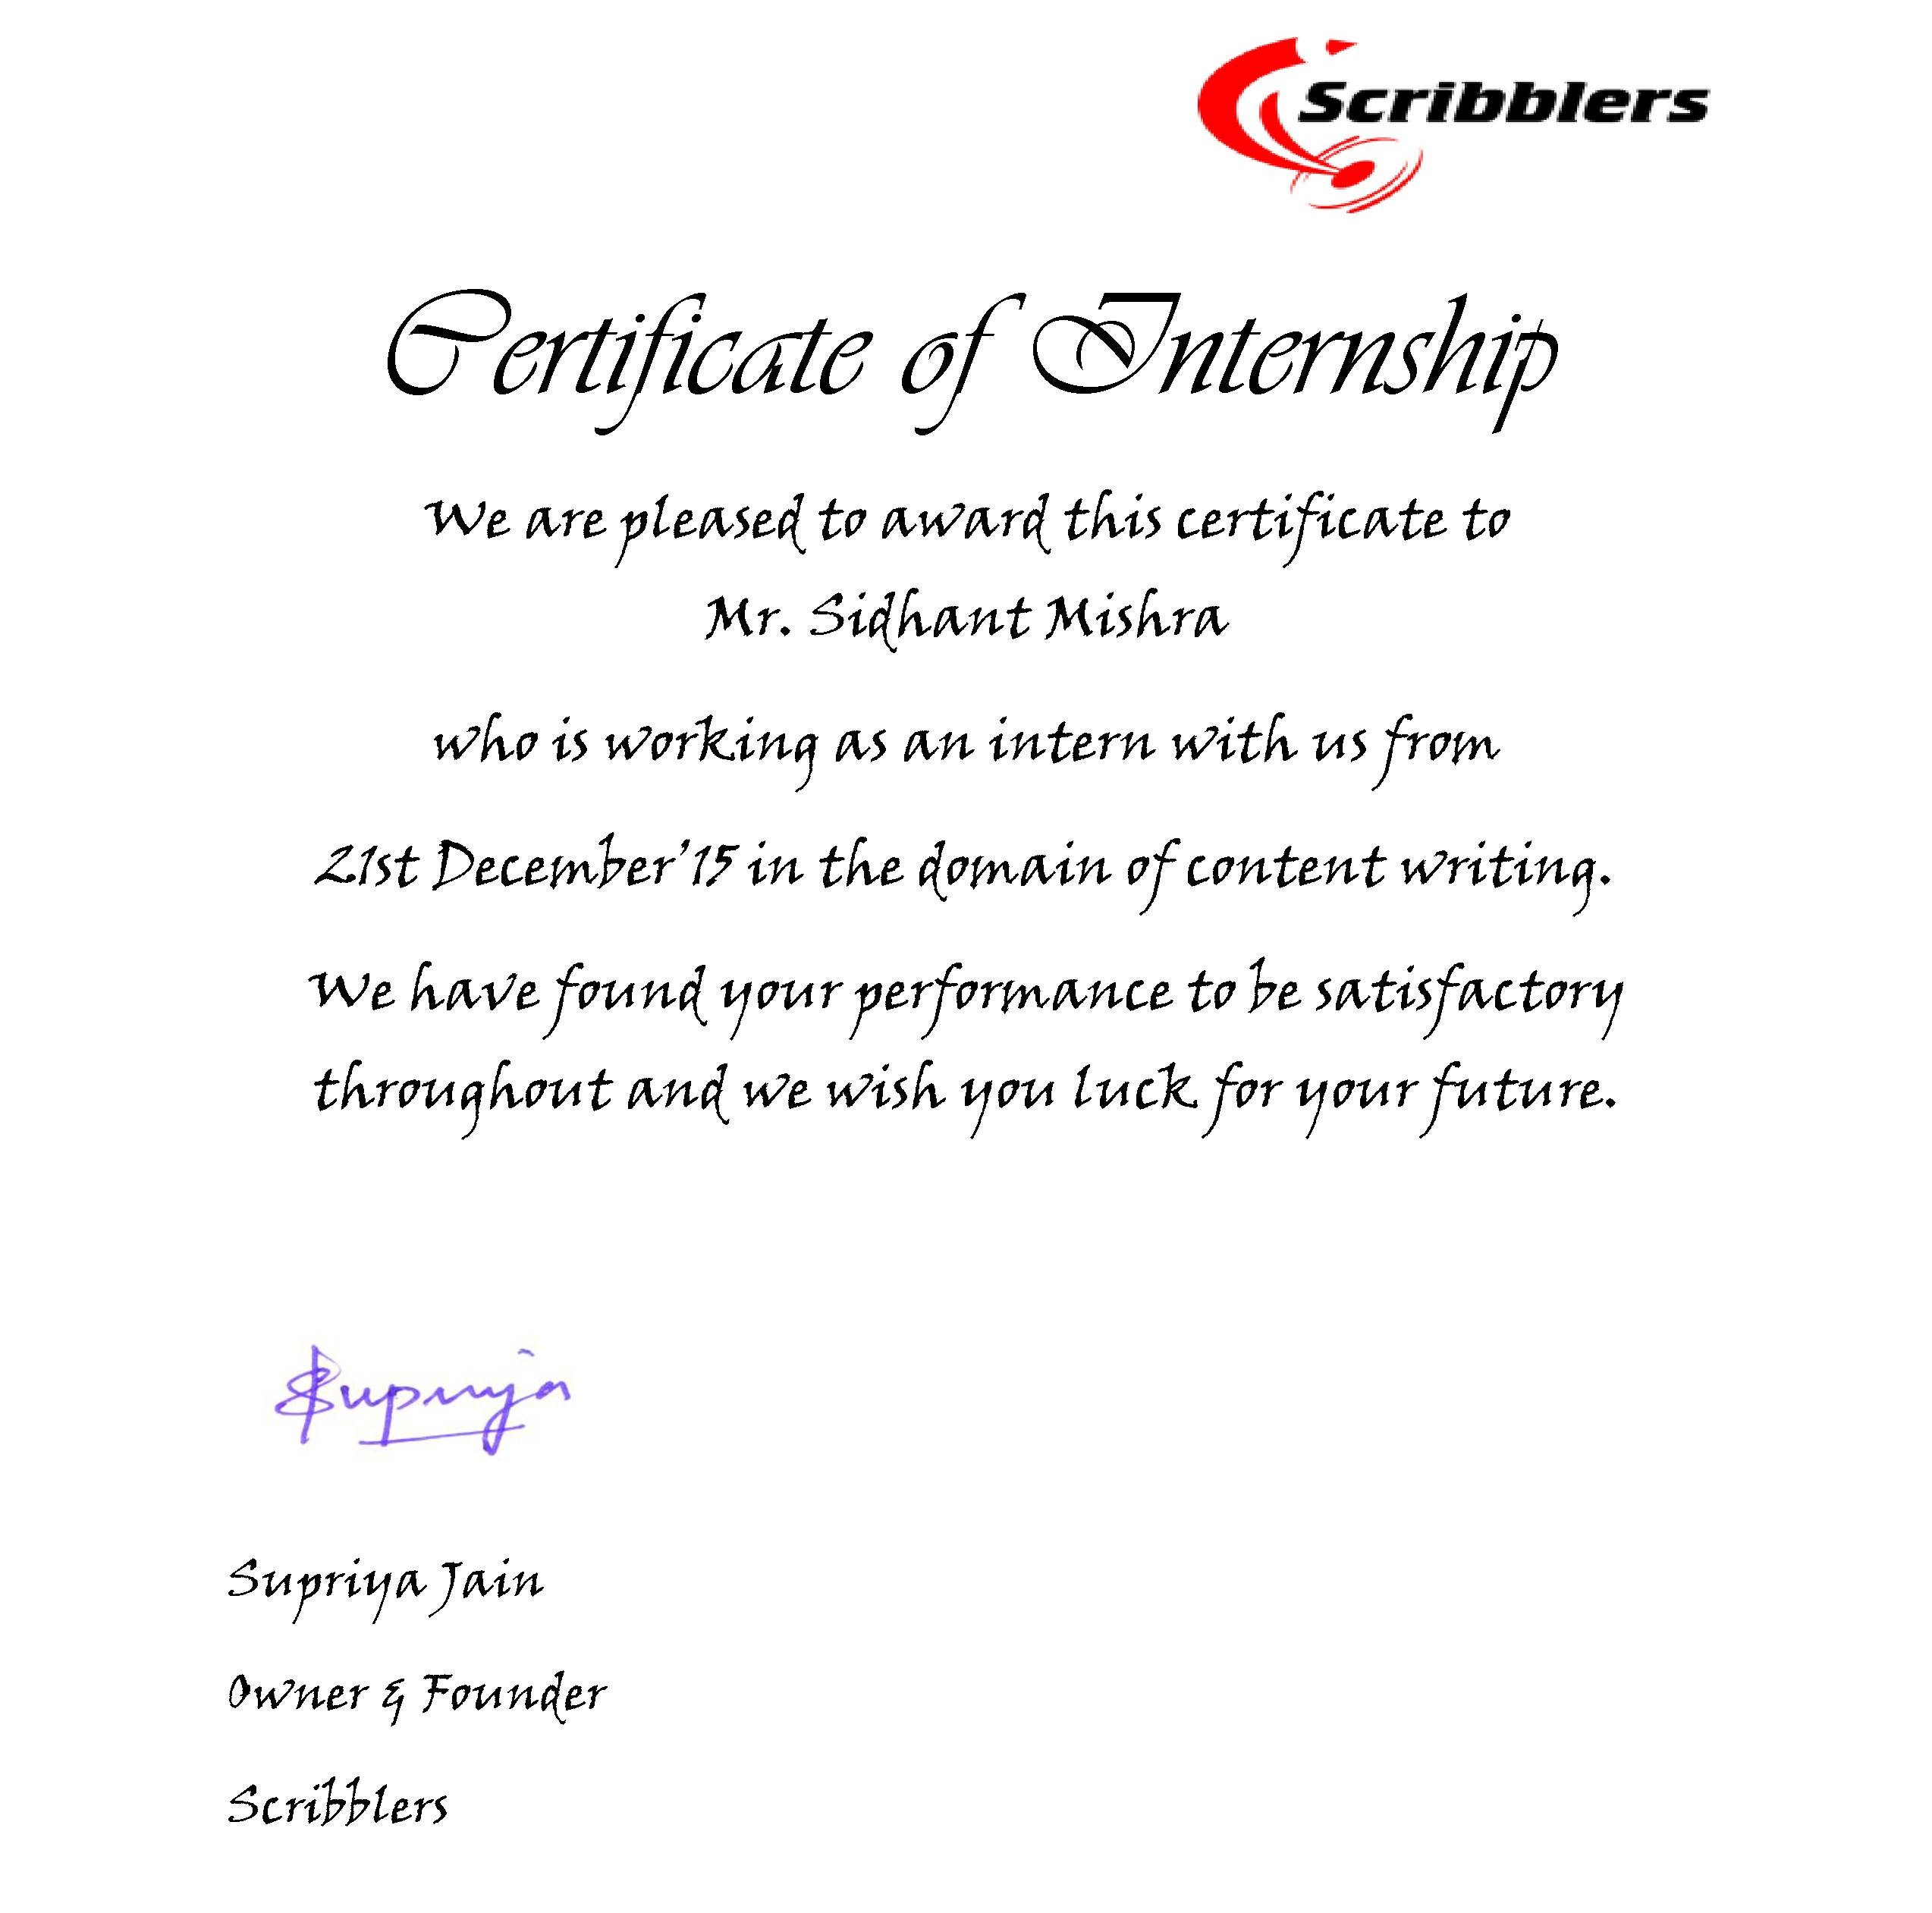 Scribblers
Certificate of Internship
We are pleased to award this certificate to
Mr. Sidhant Mishra
who is working as an intern with us from
21st December'15 in the domain of content writing.
We have found your performance to be satisfactory
throughout and we wish you luck for your future.
Supriya
Supriya Jain
Owner & Founder
Scribblers